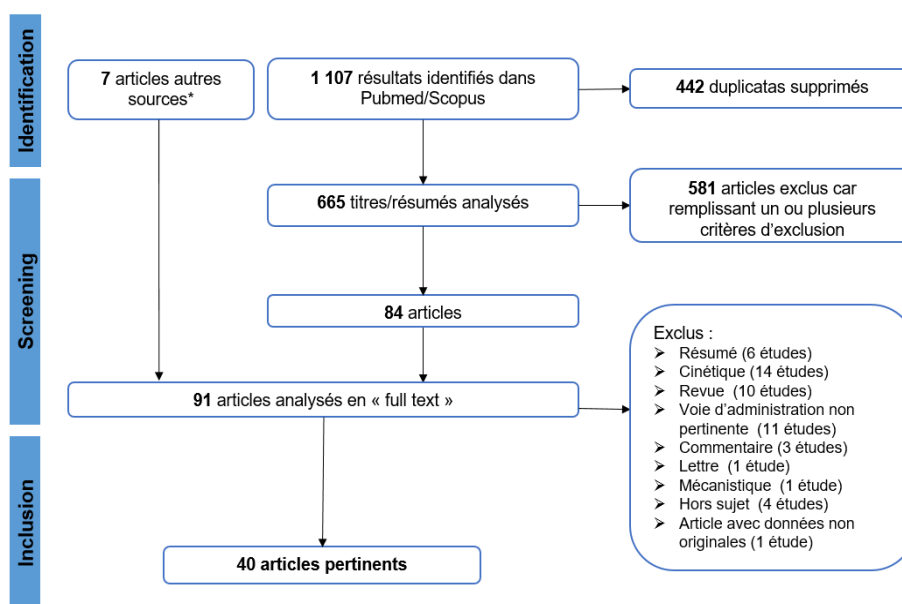 Identification
7 articles autres
sources*
1 107 résultats identifiés dans
Pubmed/Scopus
442 duplicatas supprimés
Screening
665 titres/résumés analysés
581 articles exclus car
remplissant un ou plusieurs
critères d'exclusion
84 articles
91 articles analysés en « full text »
Exclus :
➤ Résumé (6 études)
➤ Cinétique (14 études)
➤ Revue (10 études)
➤ Voie d'administration non
pertinente (11 études)
➤ Commentaire (3 études)
➤ Lettre (1 étude)
➤ Mécanistique (1 étude)
➤ Hors sujet (4 études)
➤ Article avec données non
originales (1 étude)
Inclusion
40 articles pertinents